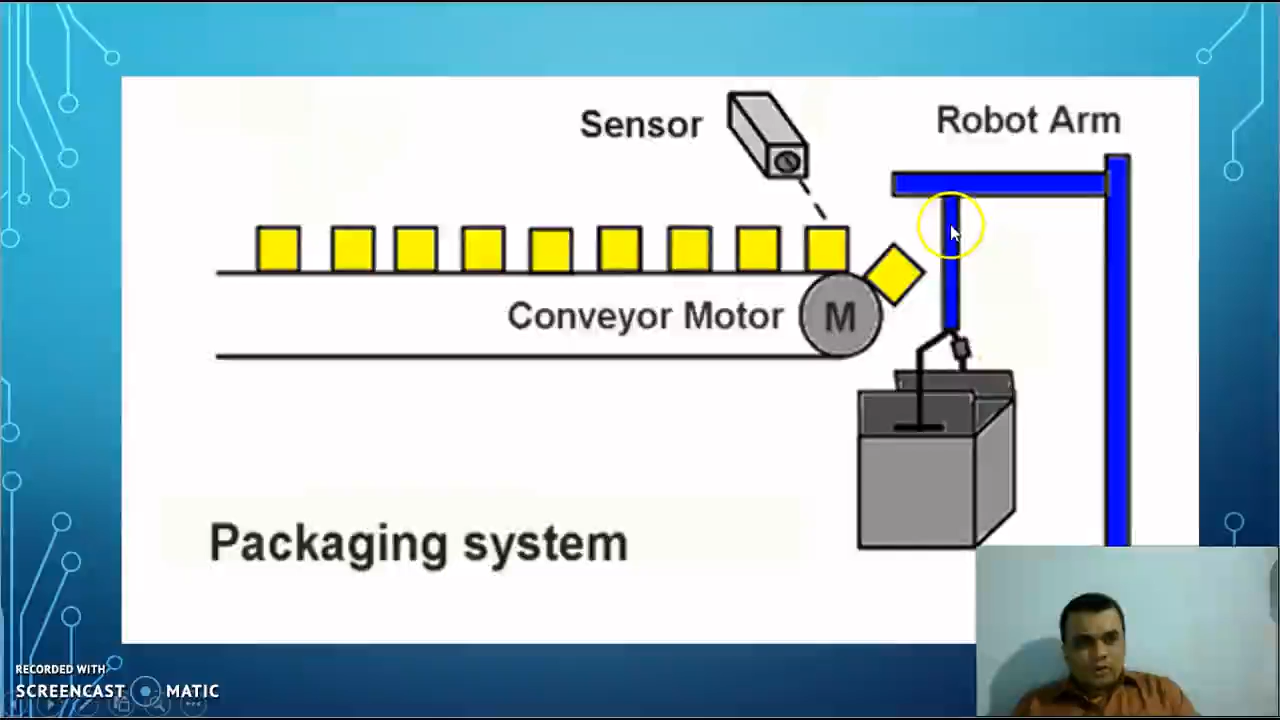 Sensor
Robot Arm
Conveyor Motor
M
Packaging system
RECORDED WITH
SCREENCAST MATIC